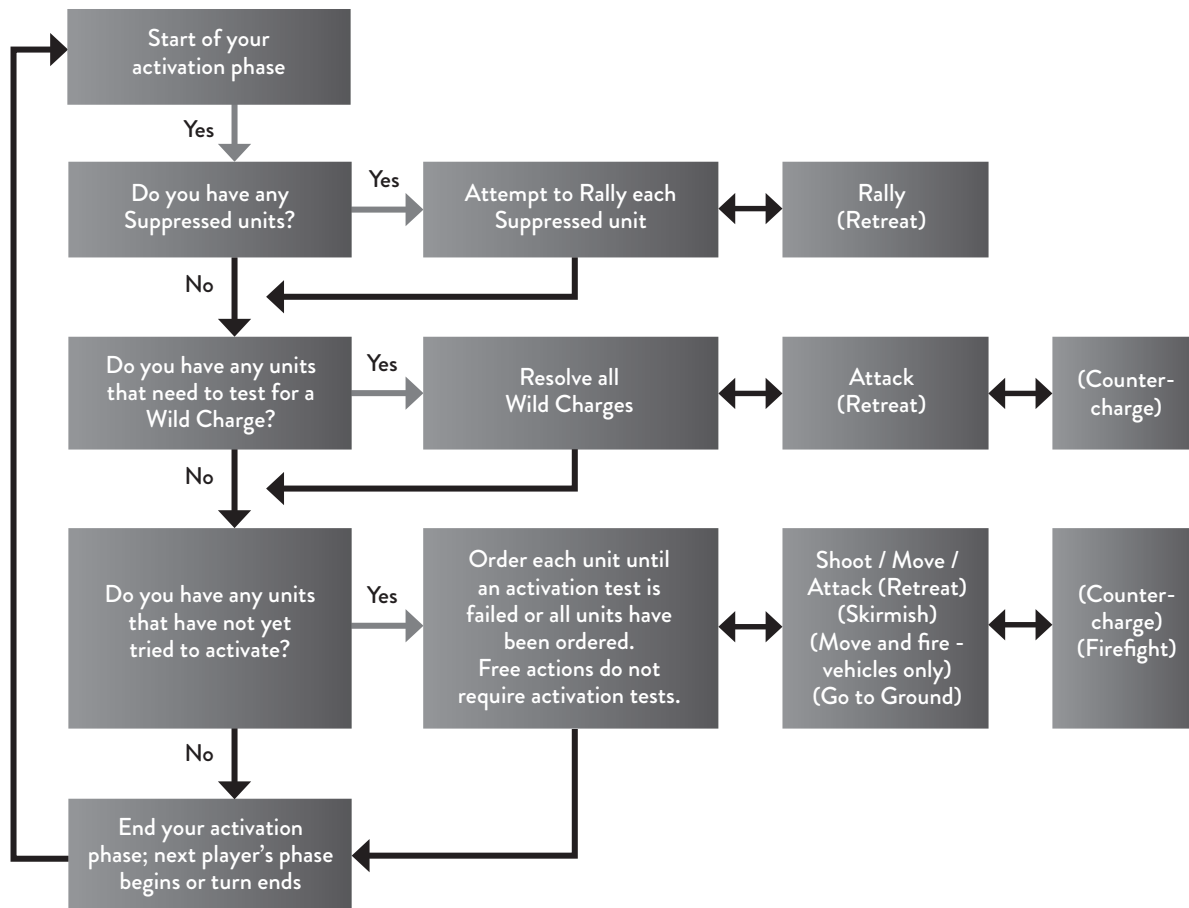 Start of your
activation phase
Yes
Do you have any
Suppressed units?
Yes
Attempt to Rally each
Suppressed unit
Rally
(Retreat)
No
Do you have any units
that need to test for a
Wild Charge?
Yes
Resolve all
Wild Charges
Attack
(Retreat)
(Counter-
charge)
No
Do you have any units
that have not yet
tried to activate?
Yes
Order each unit until
an activation test is
failed or all units have
been ordered.
Free actions do not
require activation tests.
Shoot / Move /
Attack (Retreat)
(Skirmish)
(Move and fire -
vehicles only)
(Go to Ground)
(Counter-
charge)
(Firefight)
No
End your activation
phase; next player's phase
begins or turn ends